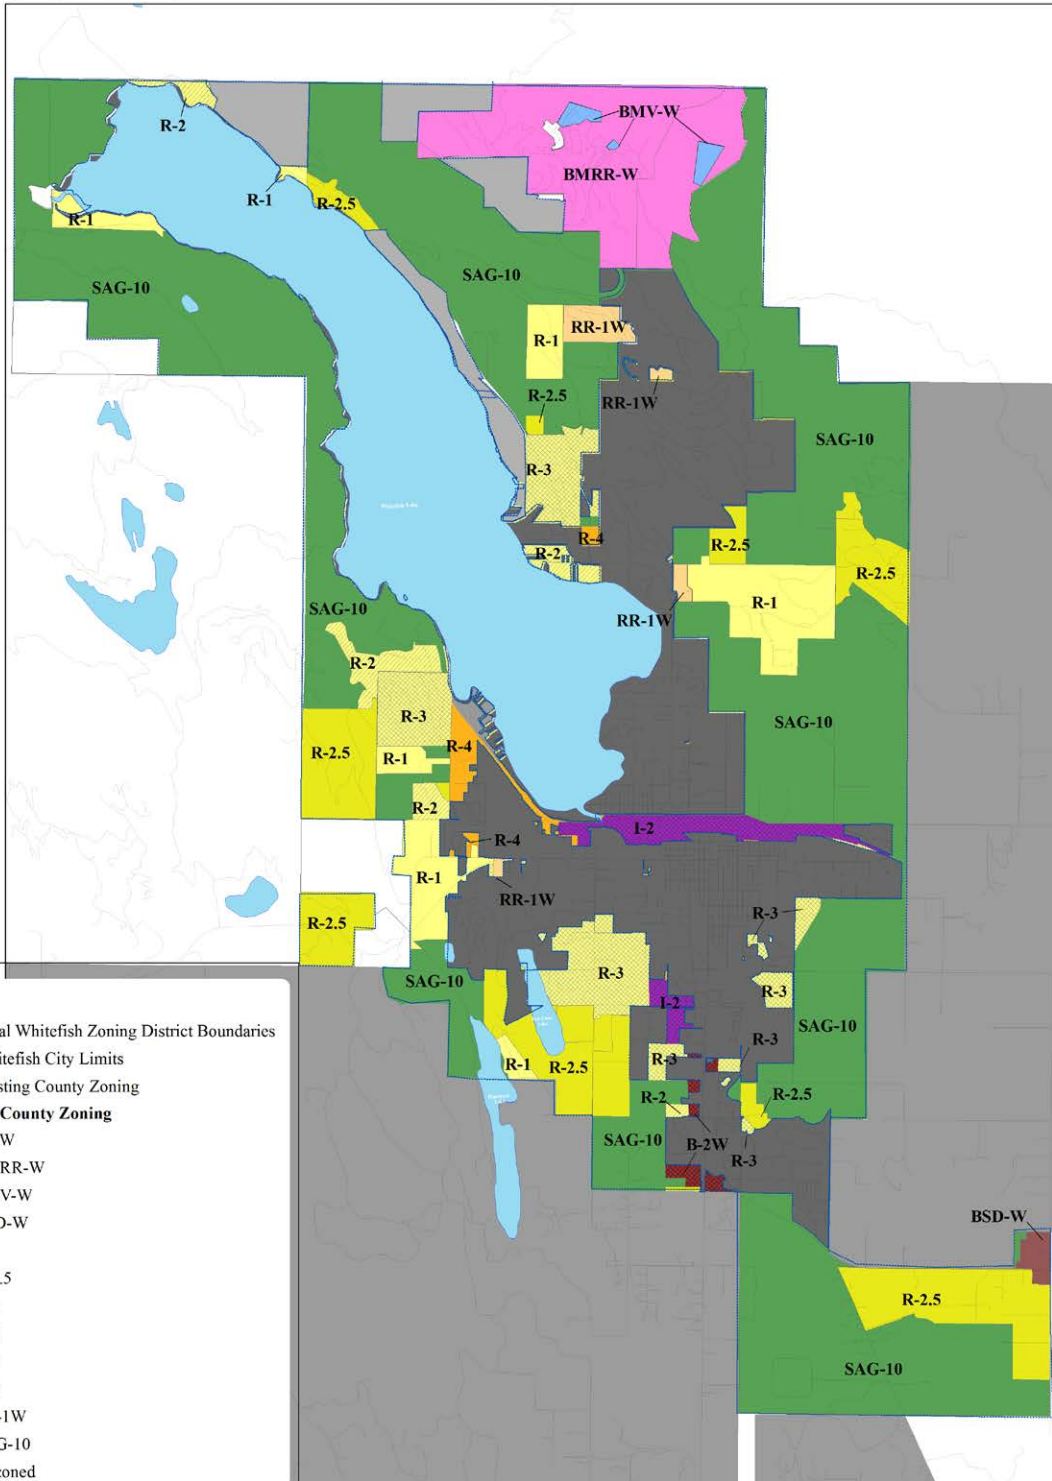 BMV-W
R-2
BMRR-W
R-1
R-2.5
R-1
SAG-10
SAG-10
RR-1W
R-1
R-2.5
RR-1W
SAG-10
R-3
R-4
R-2.5
R-2
R-2.5
R-1
SAG-10
RR-1W
R-2
R-3
SAG-10
R-4
R-2.5
R-1
R-2
I-2
R-4
R-1
RR-1W
R-3
R-2.5
R-3
SAG-10
R-3
I-2
SAG-10
al Whitefish Zoning District Boundaries
R-3
itefish City Limits
R-3
R-1
R-2.5
sting County Zoning
R-2.5
R-2
County Zoning
W
SAG-10
B-2W
R-3
RR-W
V-W
D-W
BSD-W
.5
R-2.5
SAG-10
-1W
G-10
zoned